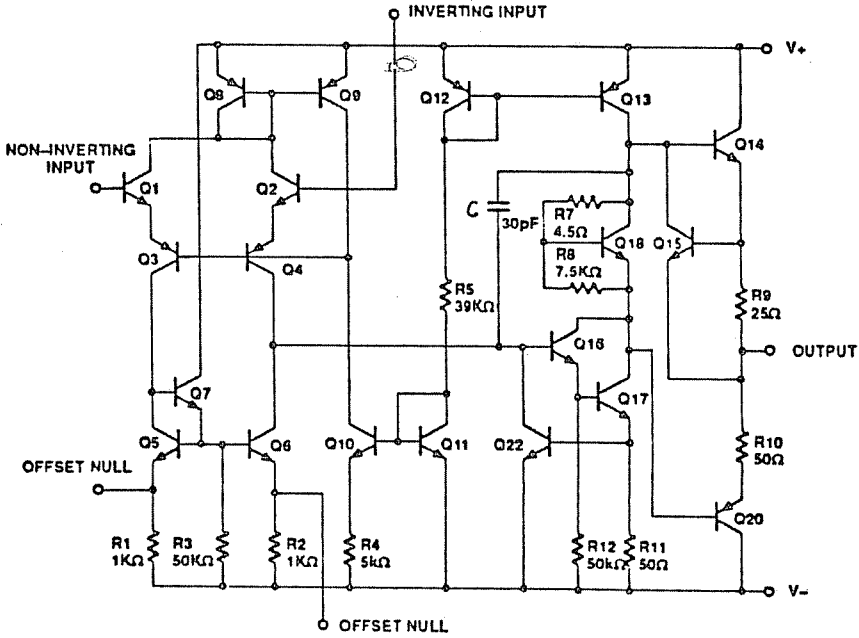 INVERTING INPUT
V+
Q8
Q9
Q12
Q13
NON-INVERTING
INPUT
Q14
Q1
Q2
C
30pF
R7
4.5Ω
Q18
Q15
R8
7.5KΩ
Q3
Q4
R5
39KΩ
R9
25Ω
Q16
OUTPUT
Q7
Q17
Q5
Q6
Q10
Q11
Q22
R10
50Ω
OFFSET NULL
Q20
R1
1KΩ
R3
50KΩ
R2
1KΩ
R4
5kΩ
R12
50kΩ
R11
50Ω
V-
OFFSET NULL